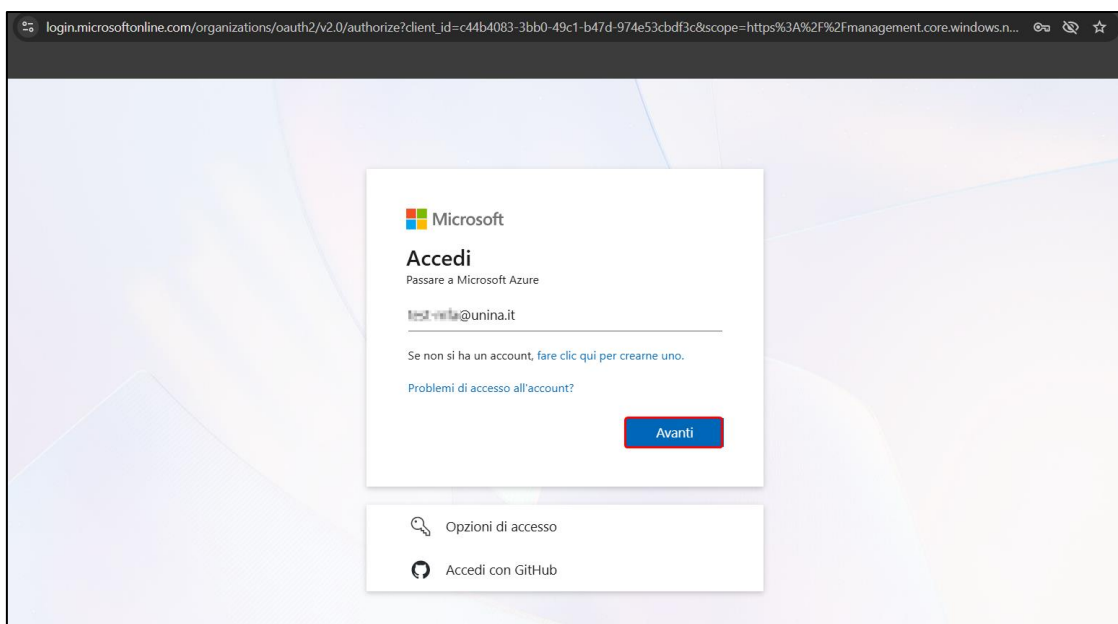 login.microsoftonline.com/organizations/oauth2/v2.0/authorize?client_id=c44b4083-3bb0-49c1-b47d-974e53cbdf3c&scope=https%3A%2F%2Fmanagement.core.windows.n...
Microsoft
Accedi
Passare a Microsoft Azure
@unina.it
Se non si ha un account, fare clic qui per crearne uno.
Problemi di accesso all'account?
Avanti
Opzioni di accesso
Accedi con GitHub